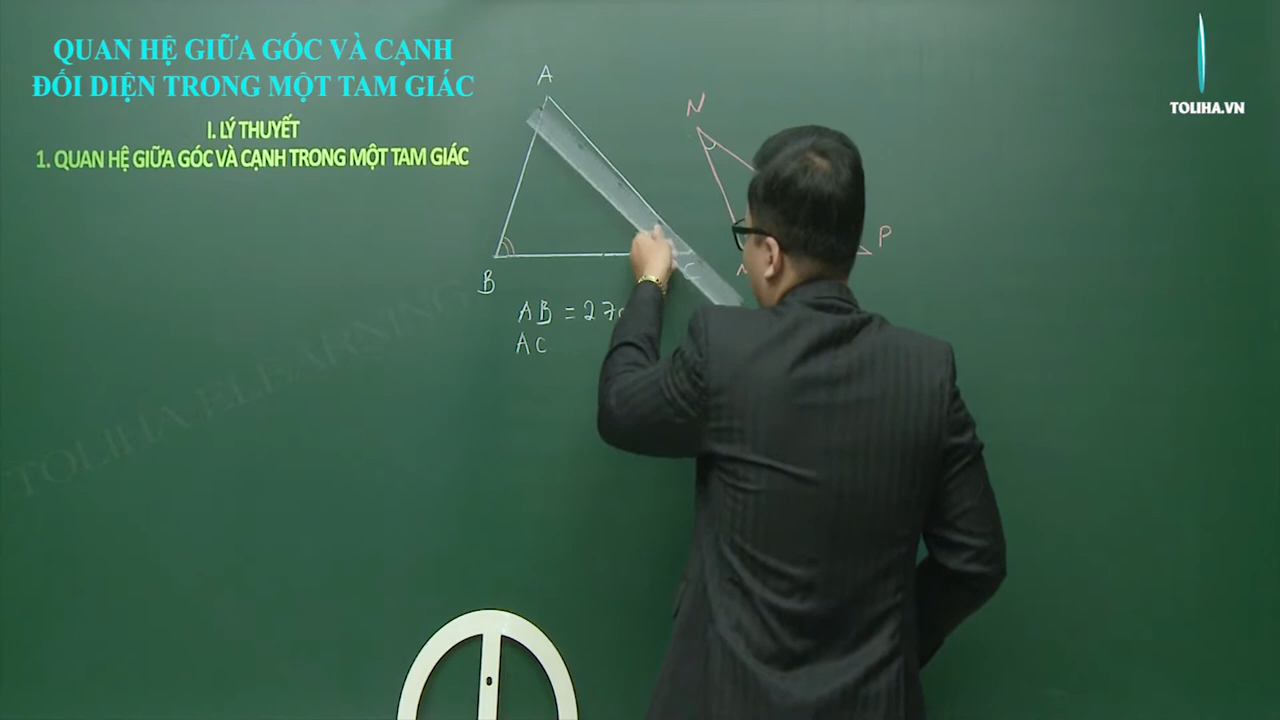 QUAN HỆ GIỮA GÓC VÀ CẠNH
ĐỐI DIỆN TRONG MỘT TAM GIÁC
I. LÝ THUYẾT
1. QUAN HỆ GIỮA GÓC VÀ CẠNH TRONG MỘT TAM GIÁC
TOLIHA.VN
A
N
P
B
C
AB = 27
AC
TOLIHA ELEARNING